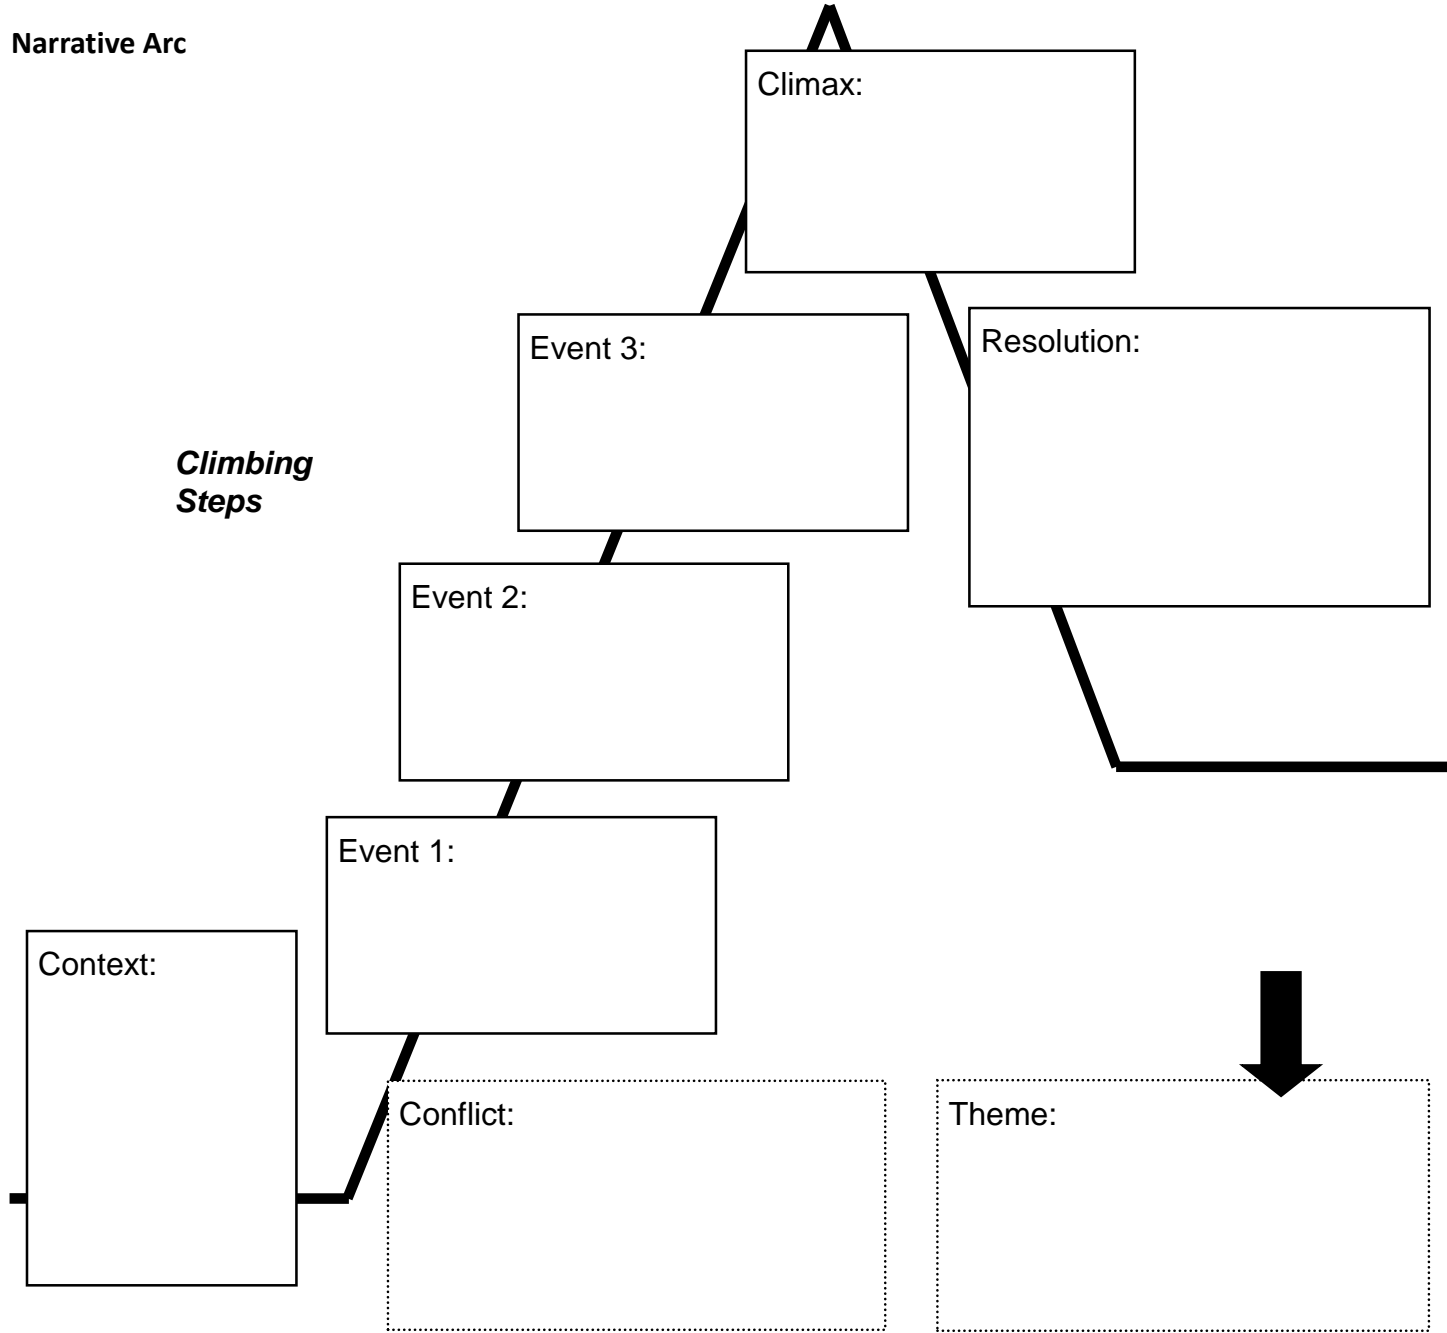 Narrative Arc
Climax:
Event 3:
Resolution:
Climbing
Steps
Event 2:
Event 1:
Context:
Conflict:
Theme: